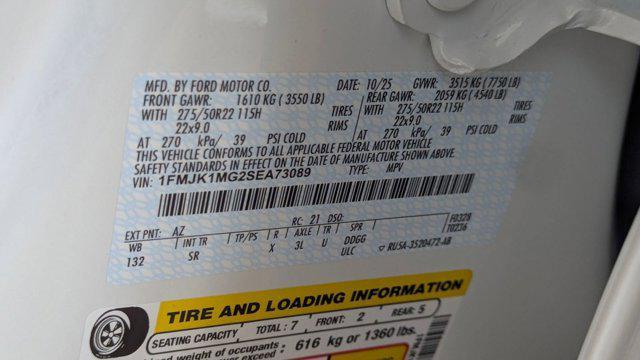 MFD. BY FORD MOTOR CO.
DATE: 10/25 GVWR: 3515 KG ( 7750 LB)
FRONT GAWR: 1610 KG ( 3550 LB) REAR GAWR: 2059 KG ( 4540 LB)
WITH 275/50R22 115H TIRES WITH 275/50R22 115H TIRES
22x9.0 RIMS 22x9.0 RIMS
AT 270 kPa/ 39 PSI COLD AT 270 kPa/ 39 PSI COLD
THIS VEHICLE CONFORMS TO ALL APPLICABLE FEDERAL MOTOR VEHICLE
SAFETY STANDARDS IN EFFECT ON THE DATE OF MANUFACTURE SHOWN ABOVE.
VIN: 1FMJK1MG2SEA73089 TYPE: MPV
F0328
T0236
EXT PNT: AZ RC: 21 DSO:
WB INT TR TP/PS R AXLE TR SPR
132 SR X 3L U DDGG
ULC ▽ RU5A-3520472-AB
TIRE AND LOADING INFORMATION
SEATING CAPACITY TOTAL: 7 FRONT: 2 REAR: 5
weight of occupants 616 kg or 1360 lbs.
exceed